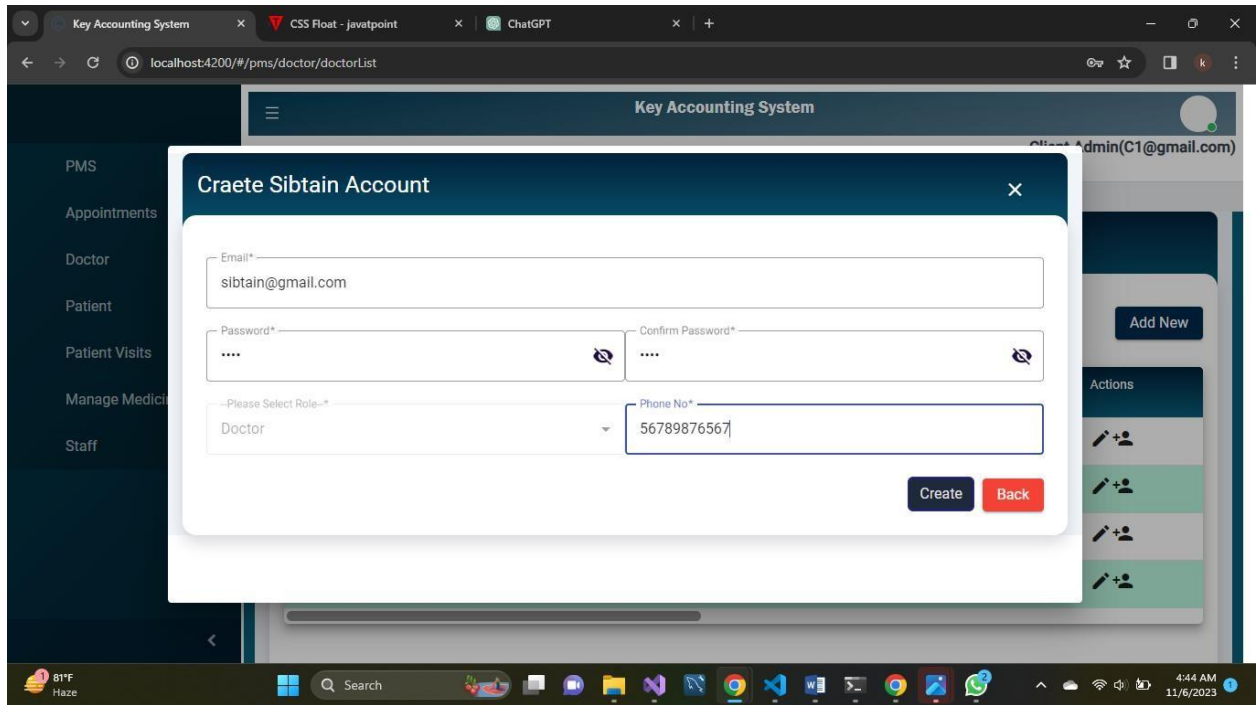 Key Accounting System
CSS Float - javatpoint
ChatGPT
localhost:4200/#/pms/doctor/doctorList
k
Key Accounting System
Client Admin(C1@gmail.com)
PMS
Appointments
Doctor
Patient
Patient Visits
Manage Medici
Staff
Craete Sibtain Account
Email*
sibtain@gmail.com
Password*
Confirm Password*
--Please Select Role--*
Doctor
Phone No*
56789876567
Create
Back
Add New
Actions
1
81°F
Haze
Search
2
4:44 AM
11/6/2023
1